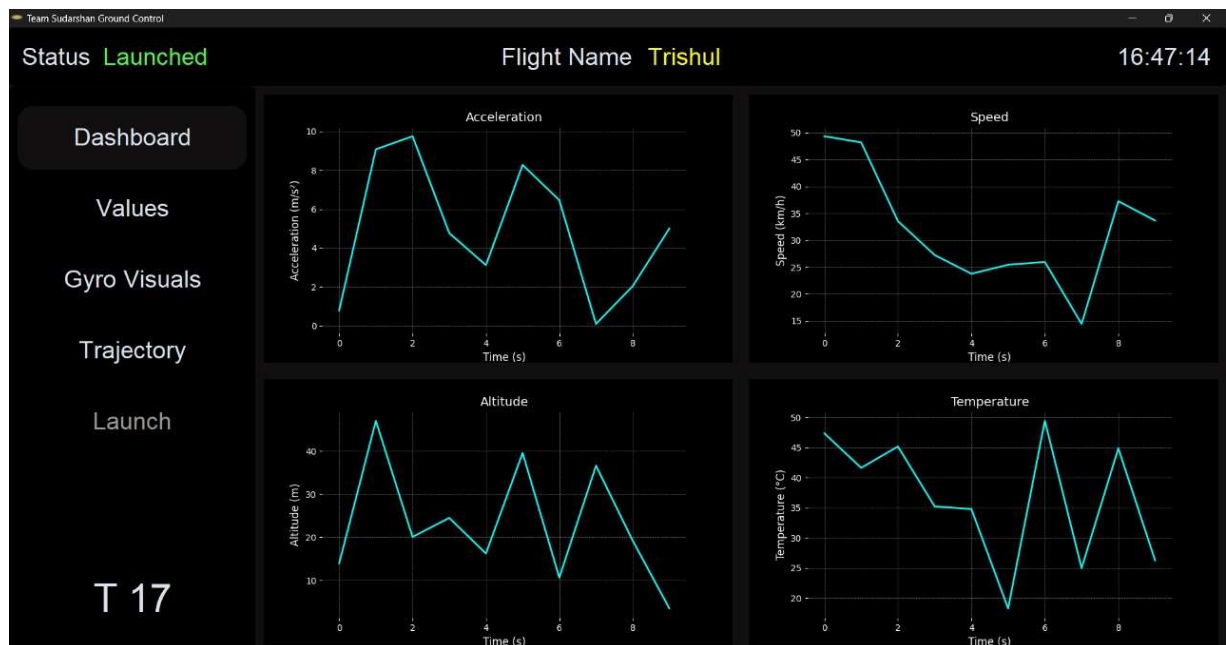 Team Sudarshan Ground Control
Status Launched
Flight Name Trishul
16:47:14
Dashboard
Values
Gyro Visuals
Trajectory
Launch
T 17
Acceleration
Acceleration (m/s²)
10
8
6
4
2
0
0 2 4 6 8
Time (s)
Speed
Speed (km/h)
50
45
40
35
30
25
20
15
0 2 4 6 8
Time (s)
Altitude
Altitude (m)
40
30
20
10
0 2 4 6 8
Time (s)
Temperature
Temperature (°C)
50
45
40
35
30
25
20
0 2 4 6 8
Time (s)